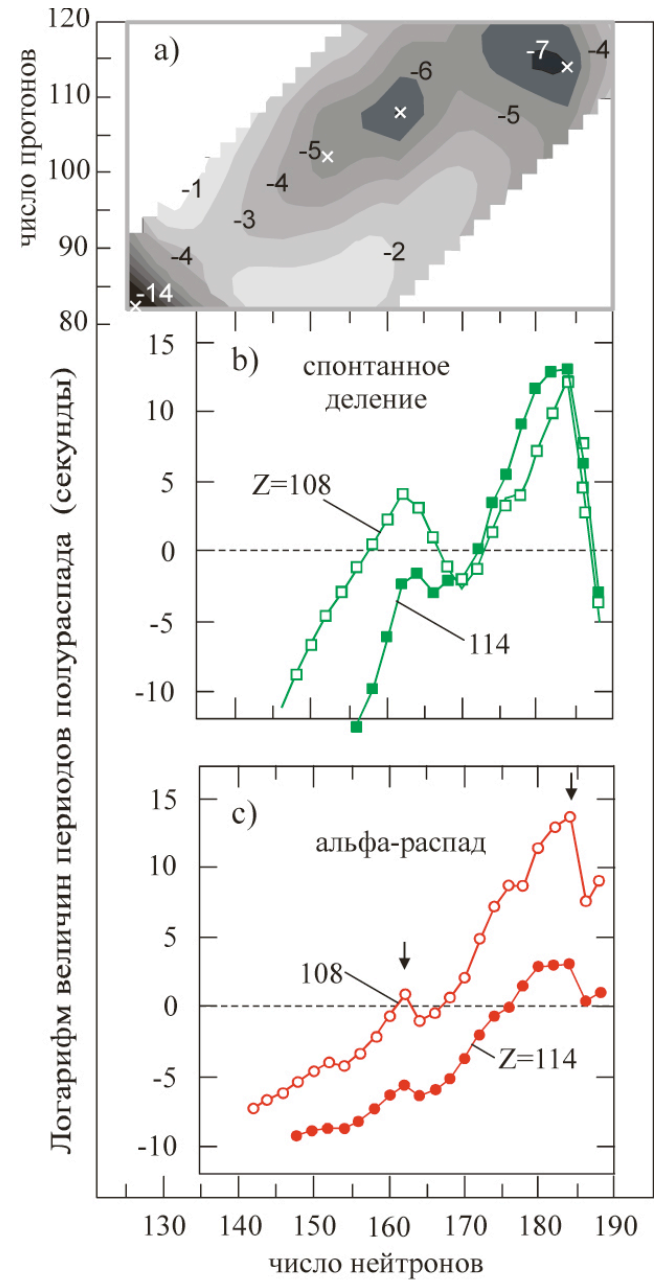 120
110
100
90
80
число протонов
a)
-7
-4
-6
-5
-5
-1
-4
-3
-4
-2
-14
Логарифм величин периодов полураспада (секунды)
15
10
5
0
-5
-10
b)
спонтанное
деление
Z=108
114
15
10
5
0
-5
-10
c)
альфа-распад
108
Z=114
130 140 150 160 170 180 190
число нейтронов